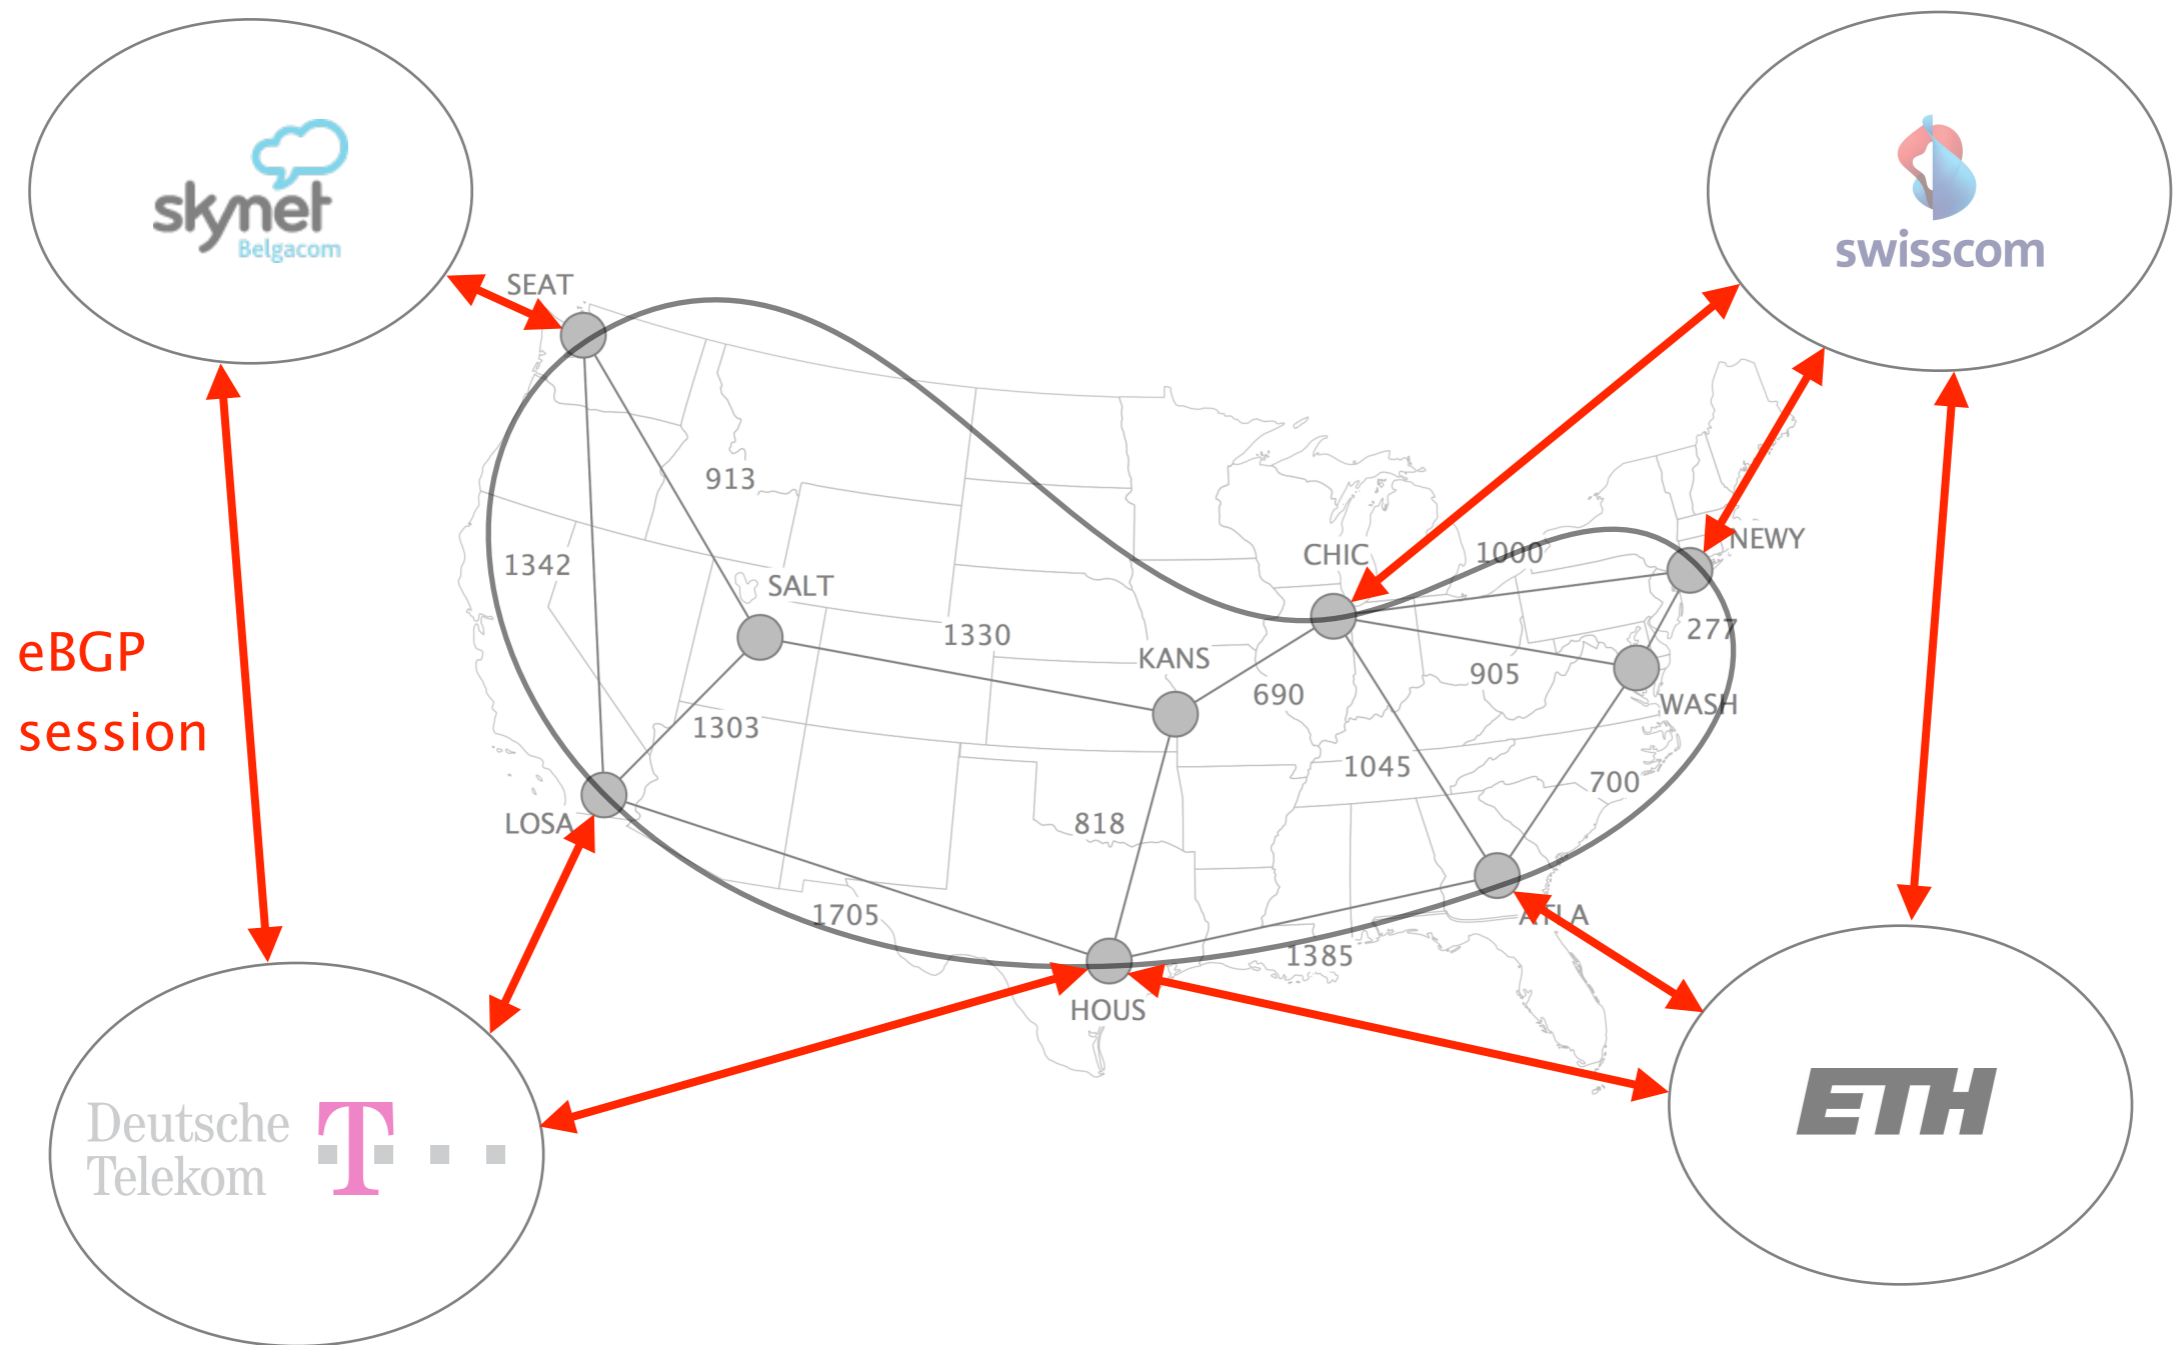 skynet
Belgacom
swisscom
SEAT
913
1342
SALT
1330
CHIC
1000
NEWY
KANS
277
690
905
WASH
eBGP
session
1303
1045
700
LOSA
818
1705
ATLA
1385
HOUS
Deutsche
Telekom
T
ETH